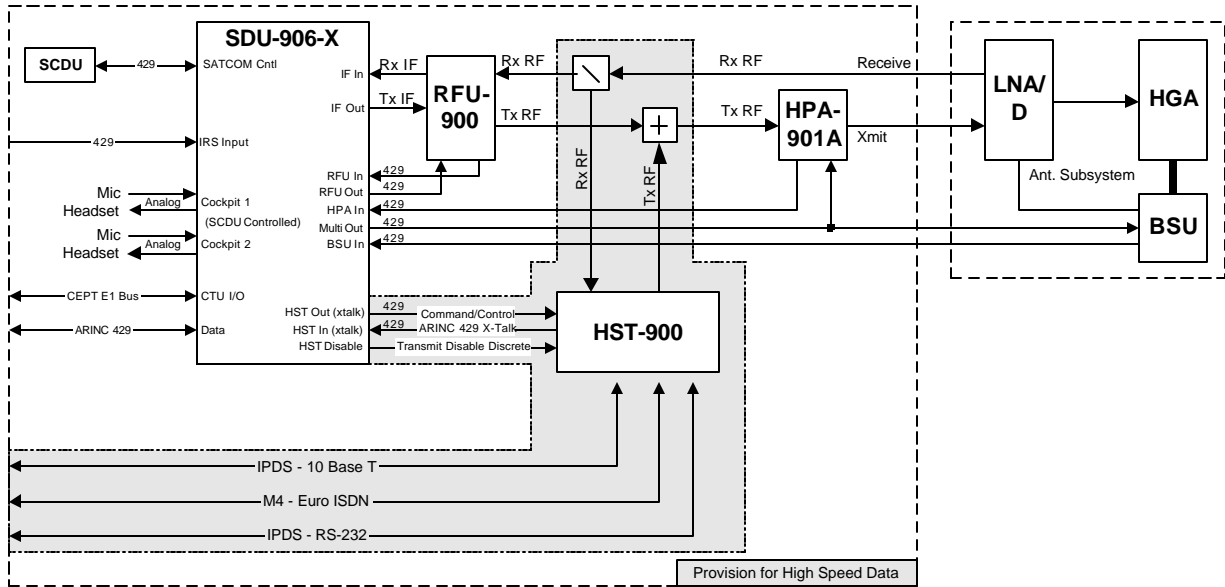 SDU-906-X
SCDU
429
SATCOM Cntl
IF In
Rx IF
IF Out
Tx IF
RFU-
900
Rx RF
Tx RF
Rx RF
Receive
Tx RF
HPA-
901A
Xmit
LNA/
D
HGA
Ant. Subsystem
BSU
429
IRS Input
RFU In
429
RFU Out
429
HPA In
429
Multi Out
429
BSU In
429
Mic
Headset
Analog
Cockpit 1
(SCDU Controlled)
Mic
Headset
Analog
Cockpit 2
Rx RF
Tx RF
CEPT E1 Bus
CTU I/O
ARINC 429
Data
HST Out (xtalk)
429
Command/Control
HST In (xtalk)
429
ARINC 429 X-Talk
HST Disable
Transmit Disable Discrete
HST-900
IPDS - 10 Base T
M4 - Euro ISDN
IPDS - RS-232
Provision for High Speed Data